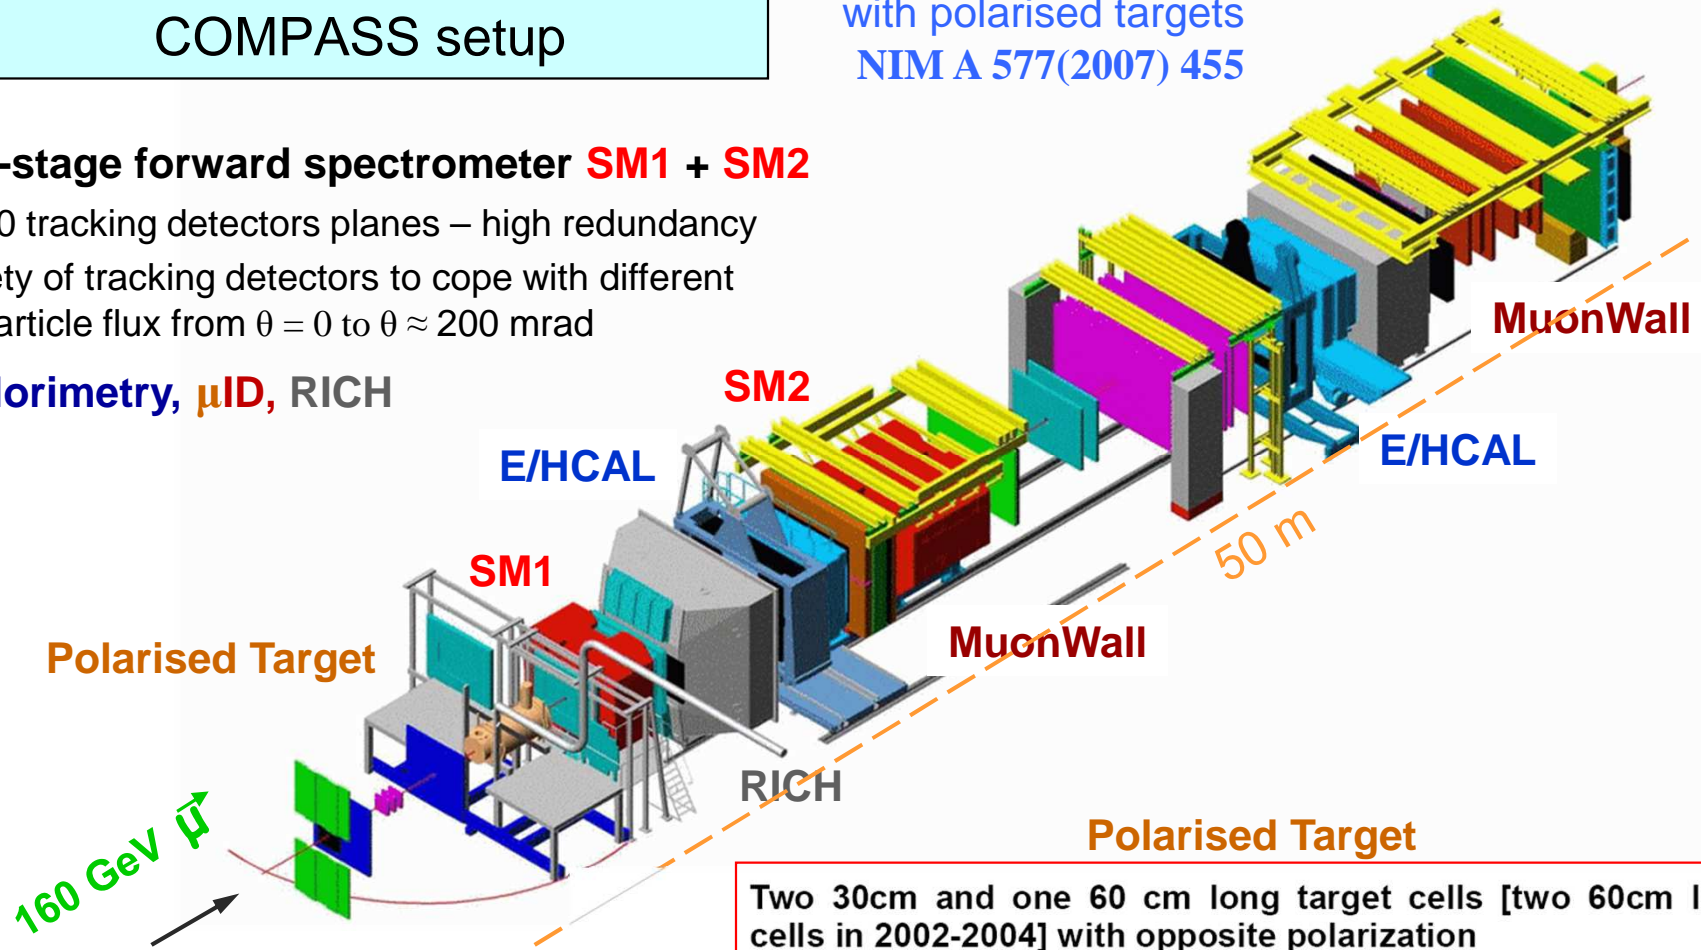 COMPASS setup
with polarised targets
NIM A 577(2007) 455
-stage forward spectrometer SM1 + SM2
0 tracking detectors planes – high redundancy
ety of tracking detectors to cope with different
article flux from θ = 0 to θ ≈ 200 mrad
lorimetry, μID, RICH
SM2
MuonWall
E/HCAL
E/HCAL
50 m
SM1
MuonWall
Polarised Target
RICH
160 GeV μ
Polarised Target
Two 30cm and one 60 cm long target cells [two 60cm l
cells in 2002-2004] with opposite polarization